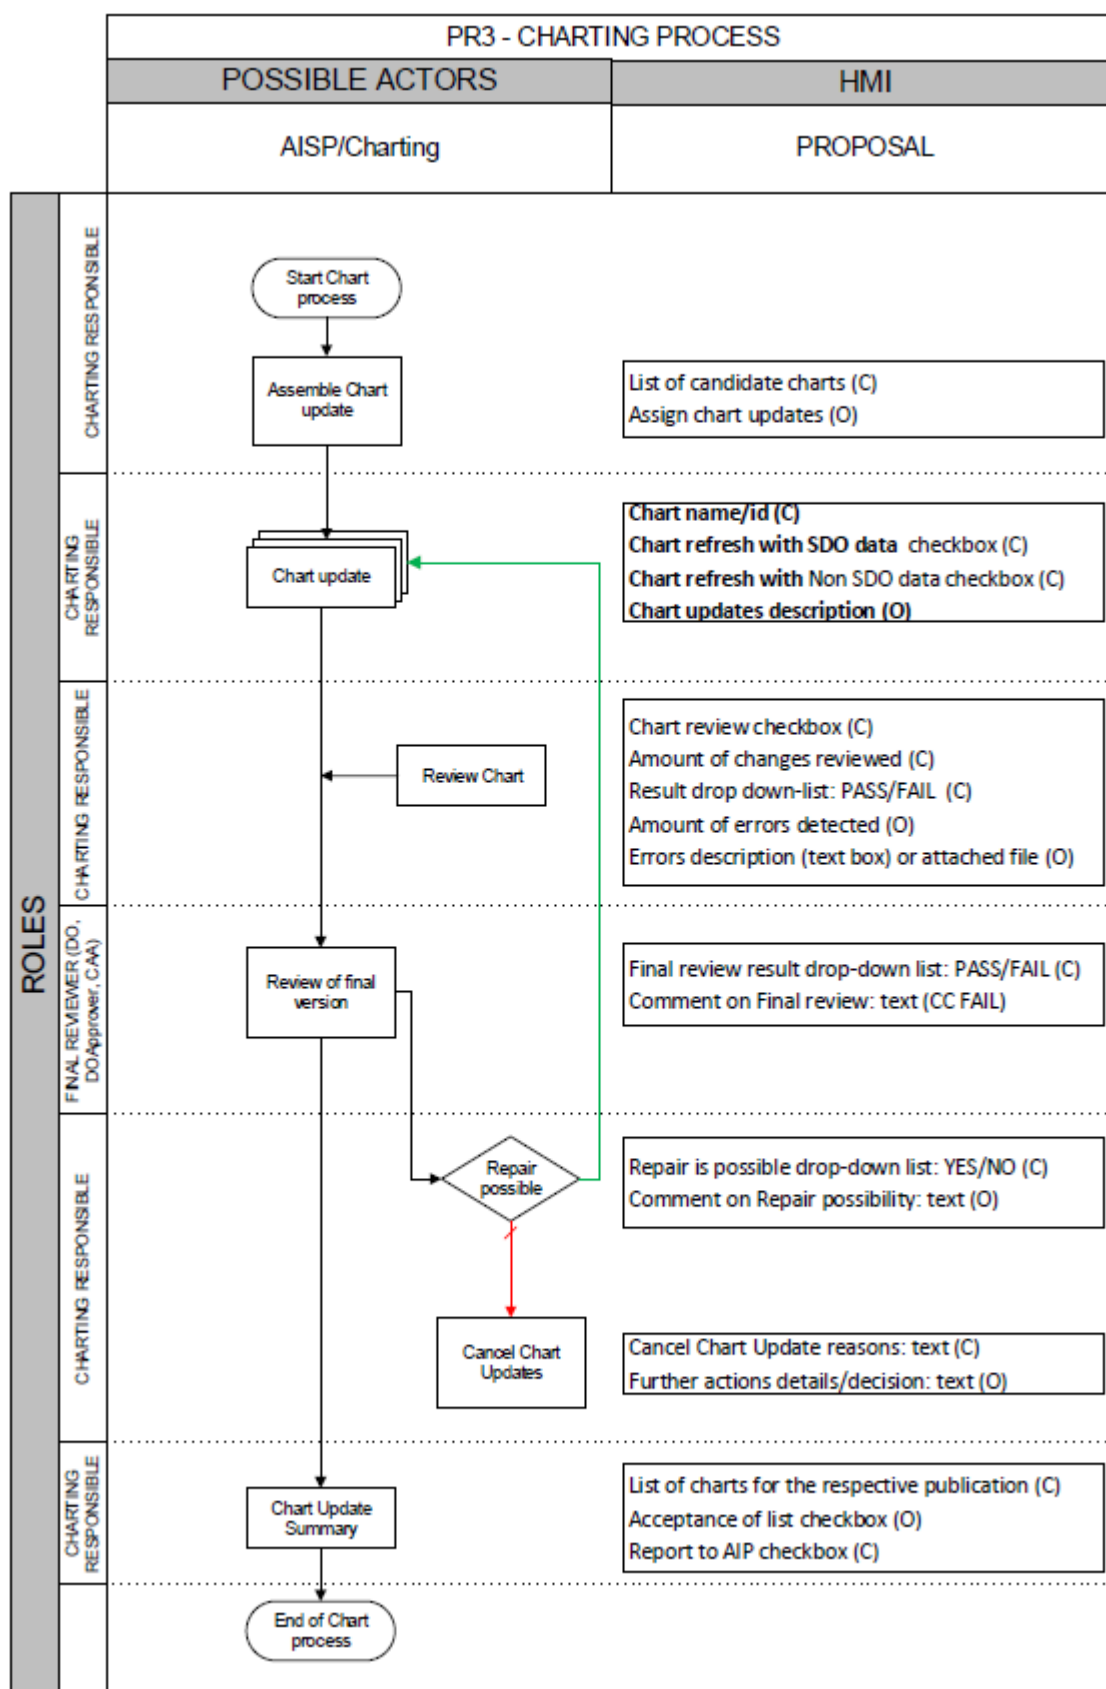 PR3 - CHARTING PROCESS
POSSIBLE ACTORS
HMI
AISP/Charting
PROPOSAL
ROLES
CHARTING RESPONSIBLE
Start Chart
process
Assemble Chart
update
List of candidate charts (C)
Assign chart updates (O)
CHARTING
RESPONSIBLE
Chart update
Chart name/id (C)
Chart refresh with SDO data checkbox (C)
Chart refresh with Non SDO data checkbox (C)
Chart updates description (O)
CHARTING RESPONSIBLE
Review Chart
Chart review checkbox (C)
Amount of changes reviewed (C)
Result drop down-list: PASS/FAIL (C)
Amount of errors detected (O)
Errors description (text box) or attached file (O)
FINAL REVIEWER (DO,
DO Approver, CAA)
Review of final
version
Final review result drop-down list: PASS/FAIL (C)
Comment on Final review: text (CC FAIL)
CHARTING RESPONSIBLE
Repair
possible
Repair is possible drop-down list: YES/NO (C)
Comment on Repair possibility: text (O)
Cancel Chart
Updates
Cancel Chart Update reasons: text (C)
Further actions details/decision: text (O)
CHARTING
RESPONSIBLE
Chart Update
Summary
List of charts for the respective publication (C)
Acceptance of list checkbox (O)
Report to AIP checkbox (C)
End of Chart
process